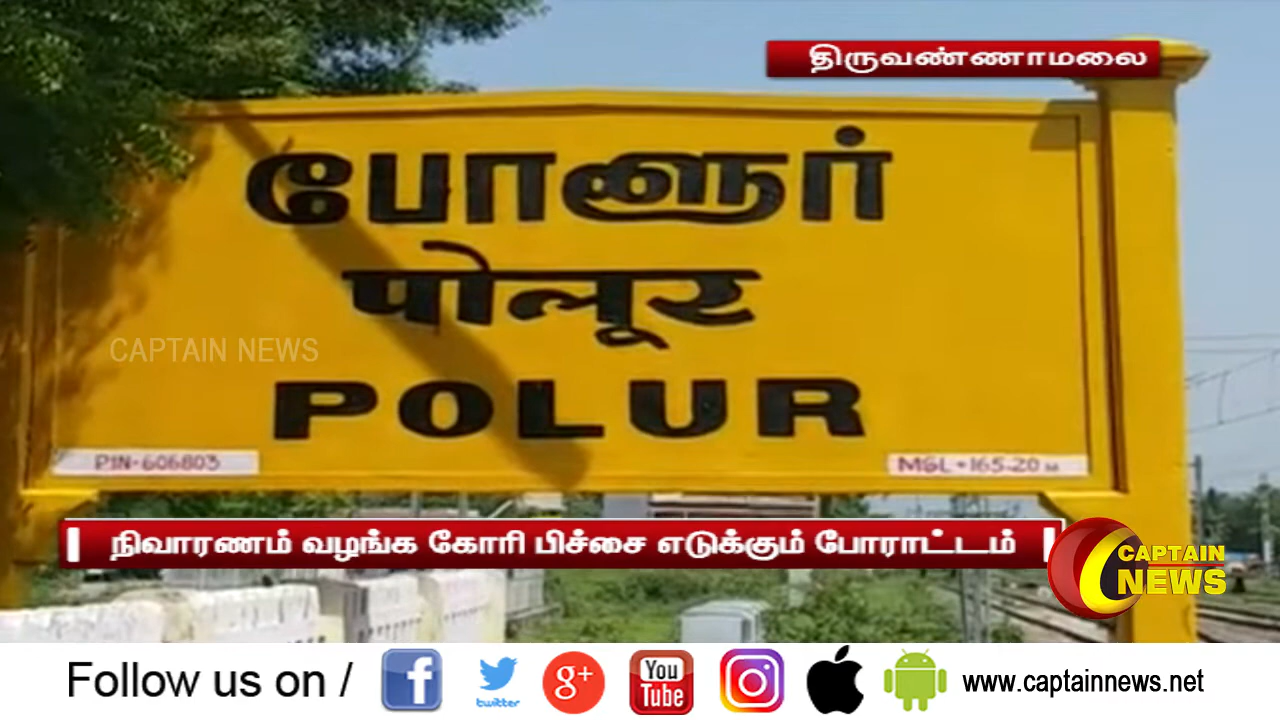 திருவண்ணாமலை
போளூர்
पोलूर
POLUR
CAPTAIN NEWS
PIN-606803
MSL+165.20 M
நிவாரணம் வழங்க கோரி பிச்சை எடுக்கும் போராட்டம்
CAPTAIN
NEWS
Follow us on /
twitter
g+
You
Tube
www.captainnews.net